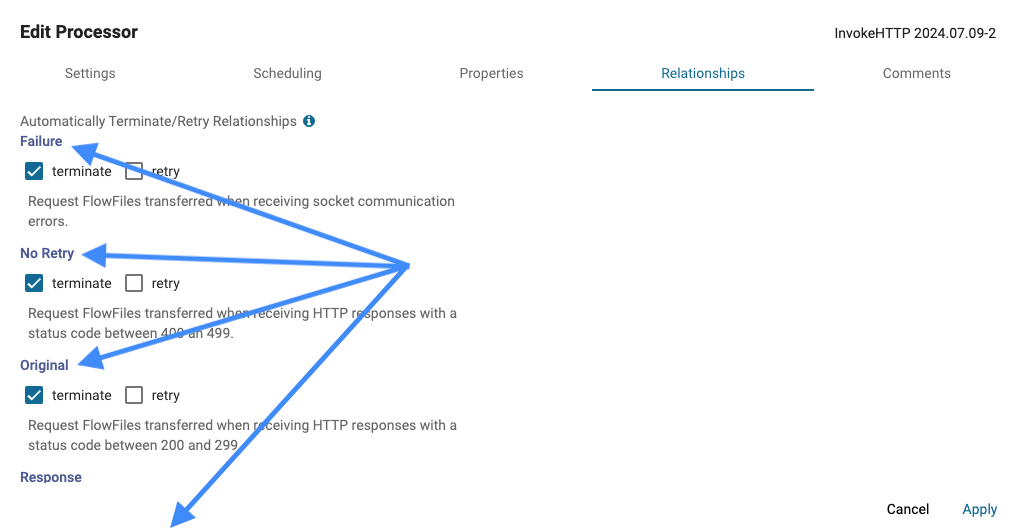 Edit Processor
InvokeHTTP 2024.07.09-2
Settings Scheduling Properties Relationships Comments
Automatically Terminate/Retry Relationships
Failure
terminate retry
Request FlowFiles transferred when receiving socket communication
errors.
No Retry
terminate retry
Request FlowFiles transferred when receiving HTTP responses with a
status code between 400 an 499.
Original
terminate retry
Request FlowFiles transferred when receiving HTTP responses with a
status code between 200 and 299.
Response
Cancel Apply